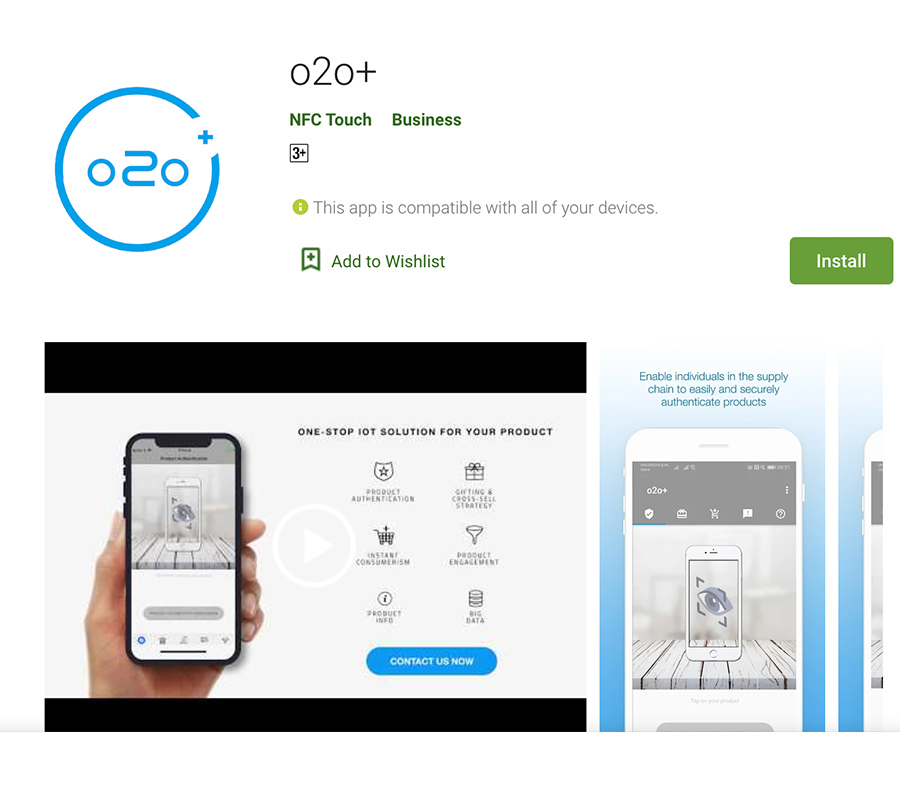 o2o+
NFC Touch Business
3+
This app is compatible with all of your devices.
Add to Wishlist
Install
o2o
+
ONE-STOP IOT SOLUTION FOR YOUR PRODUCT
PRODUCT
AUTHENTICATION
GIFTING &
CROSS-SELL
STRATEGY
INSTANT
CONSUMERISM
PRODUCT
ENGAGEMENT
PRODUCT
INFO
BIG
DATA
CONTACT US NOW
Product Authentication
Enable individuals in the supply
chain to easily and securely
authenticate products
o2o+
Tap on your product